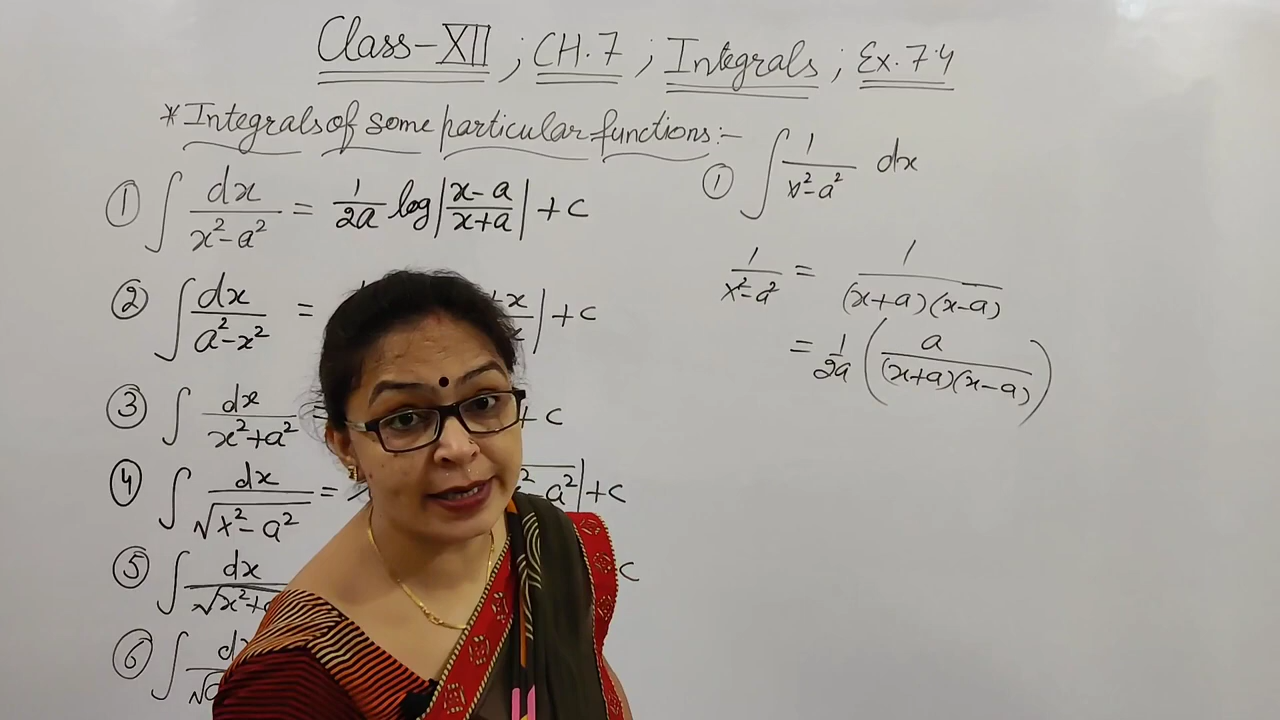 Class-XII ; CH.7 ; Integrals ; Ex. 7.4
*Integrals of some particular functions:-
① ∫ dx/(x²-a²) = 1/2a log|(x-a)/(x+a)| + c
② ∫ dx/(a²-x²) = +x | + c
③ ∫ dx/(x²+a²) = + c
④ ∫ dx/√(x²-a²) = ²-a²| + c
⑤ ∫ dx/√x²+ c
⑥ ∫
① ∫ 1/(x²-a²) dx
1/(x²-a²) = 1/((x+a)(x-a))
= 1/2a (a/((x+a)(x-a)))